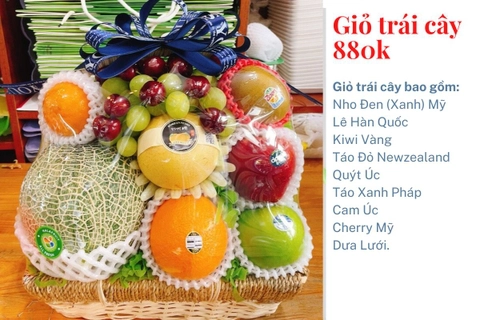 Giỏ trái cây
880k
Giỏ trái cây bao gồm:
Nho Đen (Xanh) Mỹ
Lê Hàn Quốc
Kiwi Vàng
Táo Đỏ Newzealand
Quýt Úc
Táo Xanh Pháp
Cam Úc
Cherry Mỹ
Dưa Lưới.